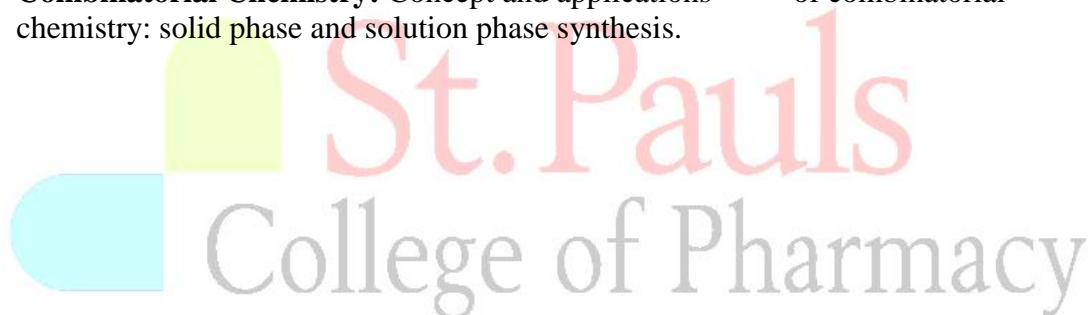 Combinatorial Chemistry: Concept and applications of combinatorial
chemistry: solid phase and solution phase synthesis.
St. Pauls
College of Pharmacy